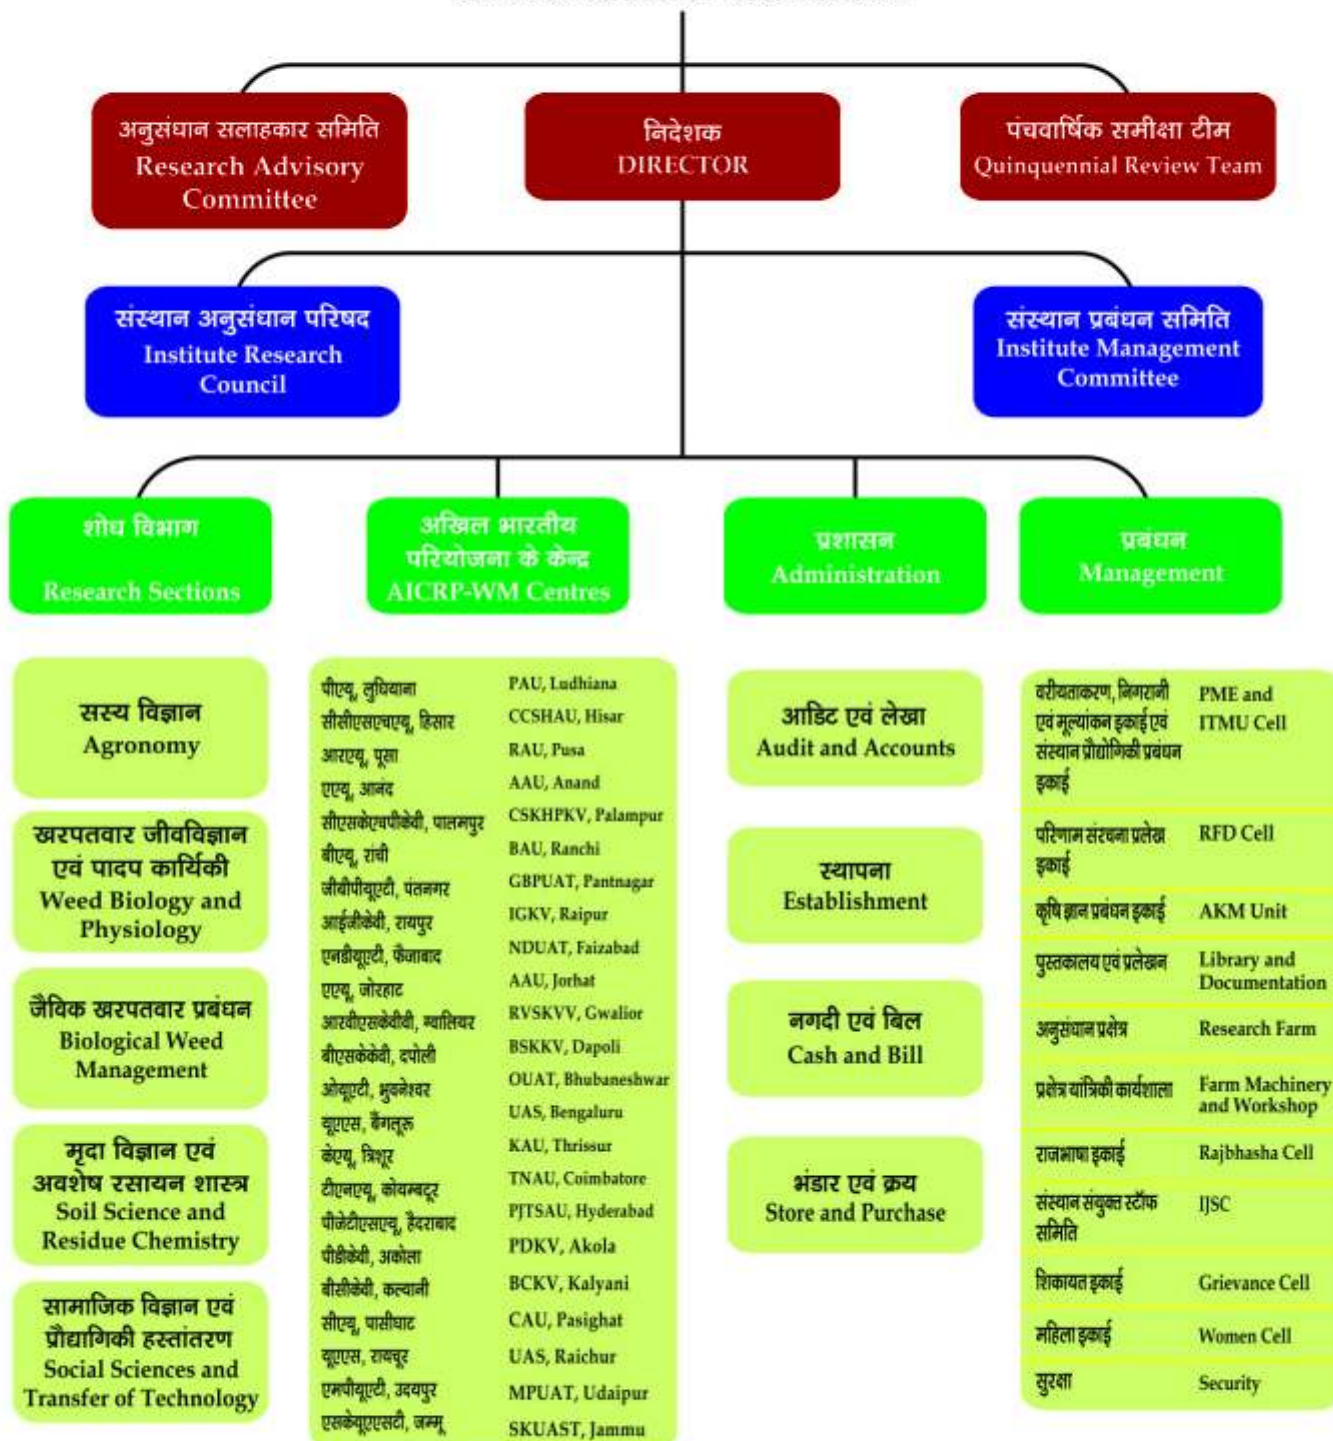 अनुसंधान सलाहकार समिति
Research Advisory
Committee
निदेशक
DIRECTOR
पंचवार्षिक समीक्षा टीम
Quinquennial Review Team
संस्थान अनुसंधान परिषद
Institute Research
Council
संस्थान प्रबंधन समिति
Institute Management
Committee
शोध विभाग
Research Sections
अखिल भारतीय
परियोजना के केन्द्र
AICRP-WM Centres
प्रशासन
Administration
प्रबंधन
Management
सस्य विज्ञान
Agronomy
खरपतवार जीवविज्ञान
एवं पादप कार्यिकी
Weed Biology and
Physiology
जैविक खरपतवार प्रबंधन
Biological Weed
Management
मृदा विज्ञान एवं
अवशेष रसायन शास्त्र
Soil Science and
Residue Chemistry
सामाजिक विज्ञान एवं
प्रौद्यागिकी हस्तांतरण
Social Sciences and
Transfer of Technology
पीएयू, लुधियाना PAU, Ludhiana
सीसीएसएचएयू, हिसार CCSHAU, Hisar
आरएयू, पूसा RAU, Pusa
एएयू, आनंद AAU, Anand
सीएसकेएचपीकेवी, पालमपुर CSKHPKV, Palampur
बीएयू, रांची BAU, Ranchi
जीबीपीयूएटी, पंतनगर GBPUAT, Pantnagar
आईजीकेवी, रायपुर IGKV, Raipur
एनडीयूएटी, फैजाबाद NDUAT, Faizabad
एएयू, जोरहाट AAU, Jorhat
आरवीएसकेवीवी, ग्वालियर RVSKVV, Gwalior
बीएसकेकेवी, दपोली BSKKV, Dapoli
ओयूएटी, भुवनेश्वर OUAT, Bhubaneshwar
यूएएस, बैंगलूरू UAS, Bengaluru
केएयू, त्रिशूर KAU, Thrissur
टीएनएयू, कोयम्बटूर TNAU, Coimbatore
पीजेटीएसएयू, हैदराबाद PJTSAU, Hyderabad
पीडीकेवी, अकोला PDKV, Akola
बीसीकेवी, कल्यानी BCKV, Kalyani
सीएयू, पासीघाट CAU, Pasighat
यूएएस, रायचूर UAS, Raichur
एमपीयूएटी, उदयपुर MPUAT, Udaipur
एसकेयूएएसटी, जम्मू SKUAST, Jammu
आडिट एवं लेखा
Audit and Accounts
स्थापना
Establishment
नगदी एवं बिल
Cash and Bill
भंडार एवं क्रय
Store and Purchase
वरीयताकरण, निगरानी PME and
एवं मूल्यांकन इकाई एवं ITMU Cell
संस्थान प्रौद्योगिकी प्रबंधन
इकाई
परिणाम संरचना प्रलेख RFD Cell
इकाई
कृषि ज्ञान प्रबंधन इकाई AKM Unit
पुस्तकालय एवं प्रलेखन Library and
Documentation
अनुसंधान प्रक्षेत्र Research Farm
प्रक्षेत्र यांत्रिकी कार्यशाला Farm Machinery
and Workshop
राजभाषा इकाई Rajbhasha Cell
संस्थान संयुक्त स्टॉफ IJSC
समिति
शिकायत इकाई Grievance Cell
महिला इकाई Women Cell
सुरक्षा Security